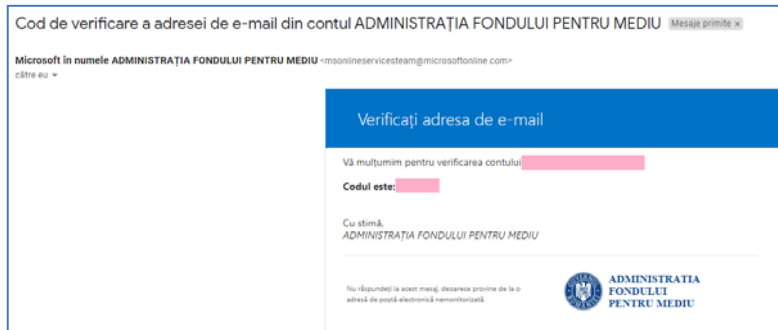 Cod de verificare a adresei de e-mail din contul ADMINISTRAȚIA FONDULUI PENTRU MEDIU Mesaje primite x
Microsoft în numele ADMINISTRAȚIA FONDULUI PENTRU MEDIU <msonlineservicesteam@microsoftonline.com>
către eu
Verificați adresa de e-mail
Vă mulțumim pentru verificarea contului
Codul este:
Cu stimă,
ADMINISTRAȚIA FONDULUI PENTRU MEDIU
Nu răspundeți la acest mesaj, deoarece provine de la o
adresă de poștă electronică nemonitorizată.
ADMINISTRATIA
FONDULUI
PENTRU MEDIU